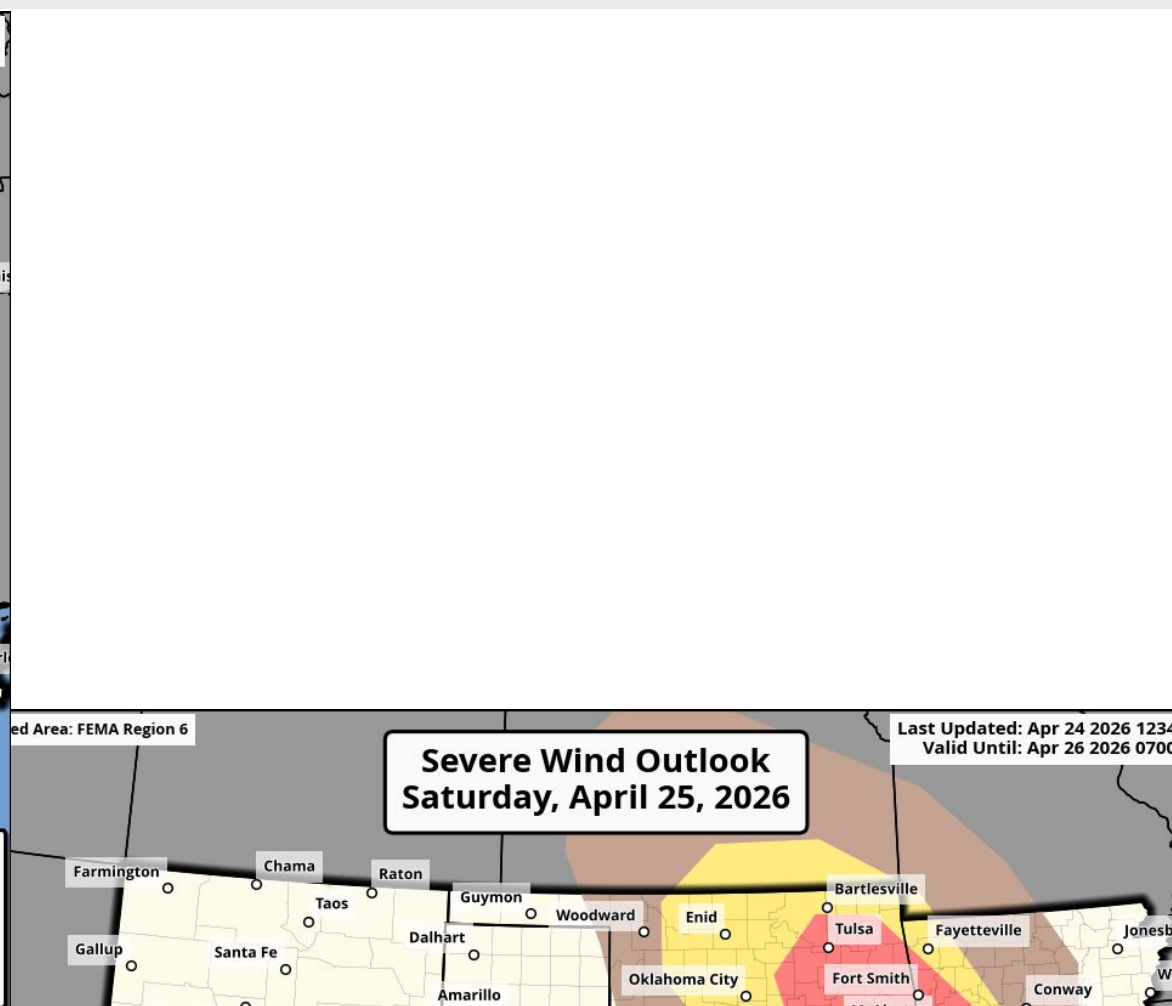 ed Area: FEMA Region 6
Severe Wind Outlook
Saturday, April 25, 2026
Last Updated: Apr 24 2026 1234
Valid Until: Apr 26 2026 0700
Farmington
Chama
Raton
Taos
Guymon
Bartlesville
Woodward
Enid
Tulsa
Fayetteville
Jonesb
Gallup
Santa Fe
Dalhart
Oklahoma City
Fort Smith
Conway
Amarillo